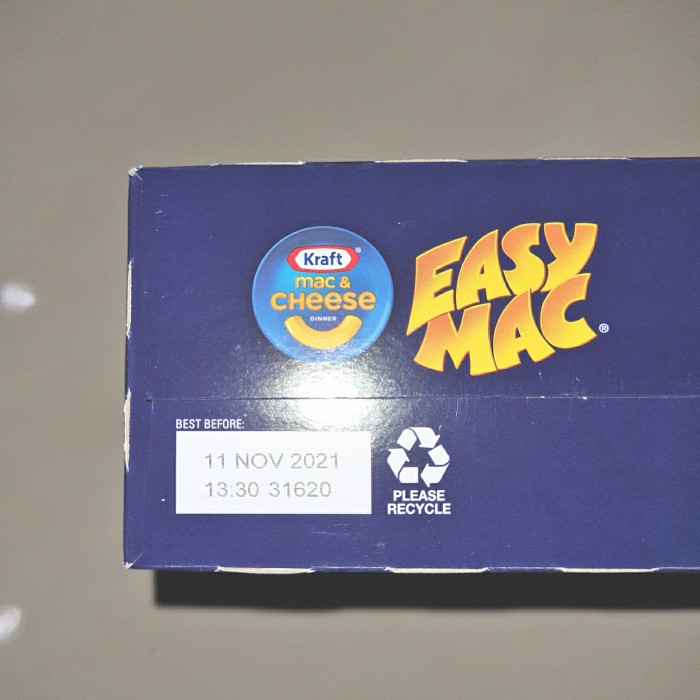 Kraft®
mac &
CHeese
DINNER
EASY
MAC®
BEST BEFORE:
11 NOV 2021
13:30 31620
PLEASE
RECYCLE